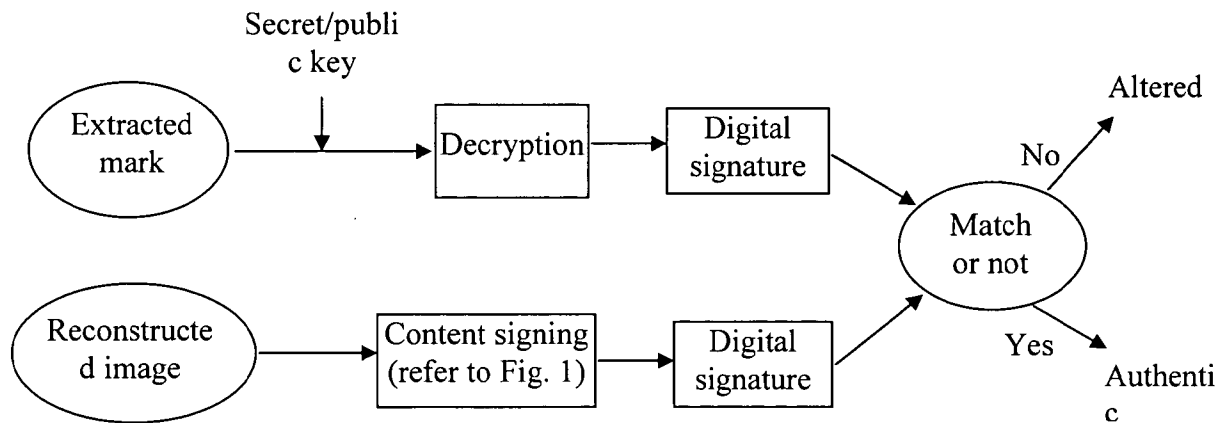 Secret/publi
c key
Extracted
mark
Decryption
Digital
signature
Altered
No
Match
or not
Reconstructe
d image
Content signing
(refer to Fig. 1)
Digital
signature
Yes
Authenti
c